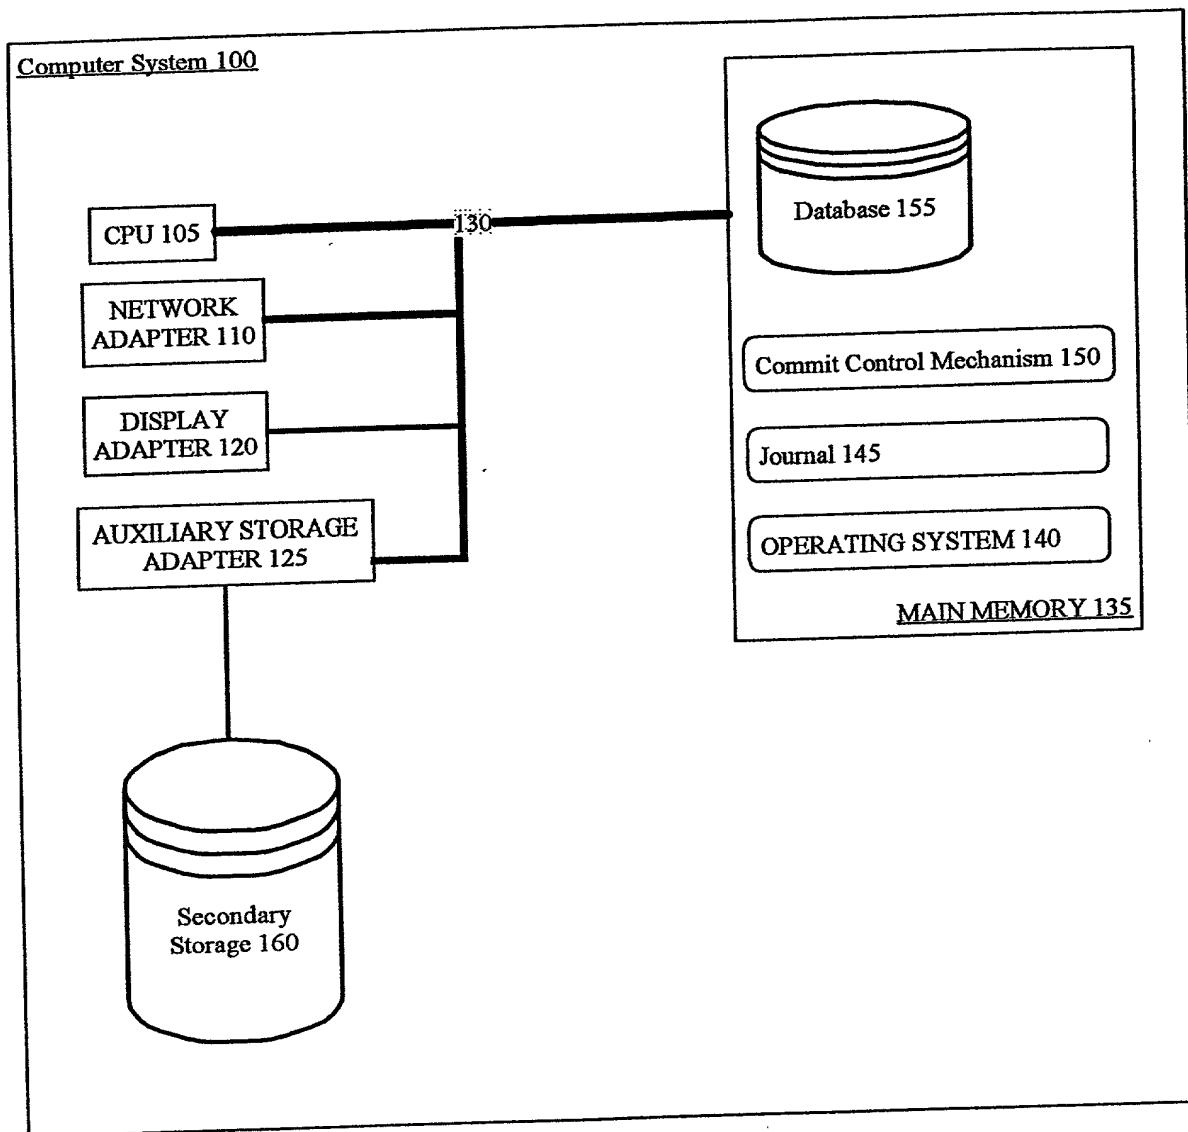 Computer System 100
Database 155
CPU 105
130
NETWORK
ADAPTER 110
Commit Control Mechanism 150
DISPLAY
ADAPTER 120
Journal 145
AUXILIARY STORAGE
ADAPTER 125
OPERATING SYSTEM 140
MAIN MEMORY 135
Secondary
Storage 160